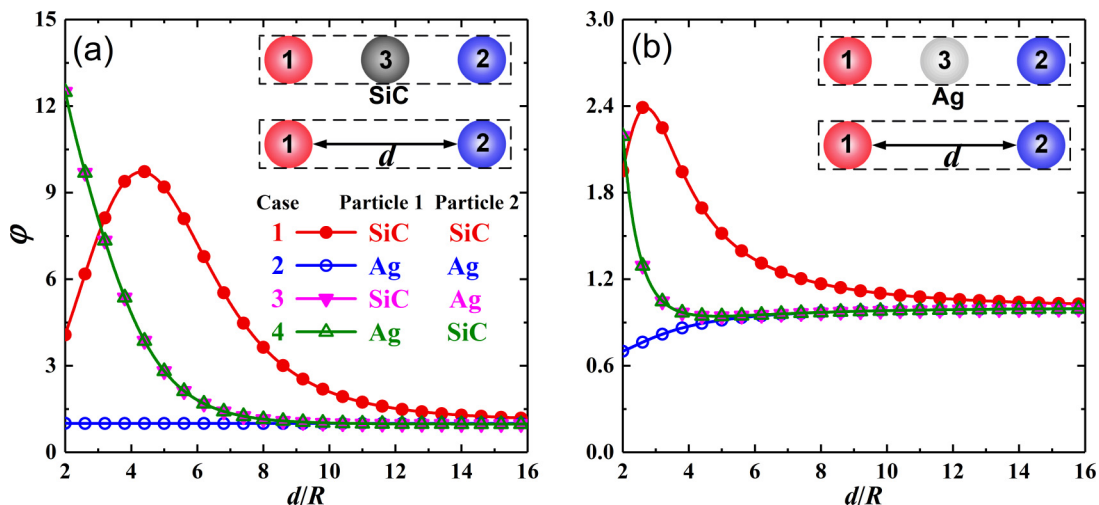 (a)
1 3 2
SiC
1 2
d
Case Particle 1 Particle 2
1 SiC SiC
2 Ag Ag
3 SiC Ag
4 Ag SiC
15
12
9
6
3
0
φ
2 4 6 8 10 12 14 16
d/R
(b)
1 3 2
Ag
1 2
d
3.0
2.4
1.8
1.2
0.6
0.0
2 4 6 8 10 12 14 16
d/R